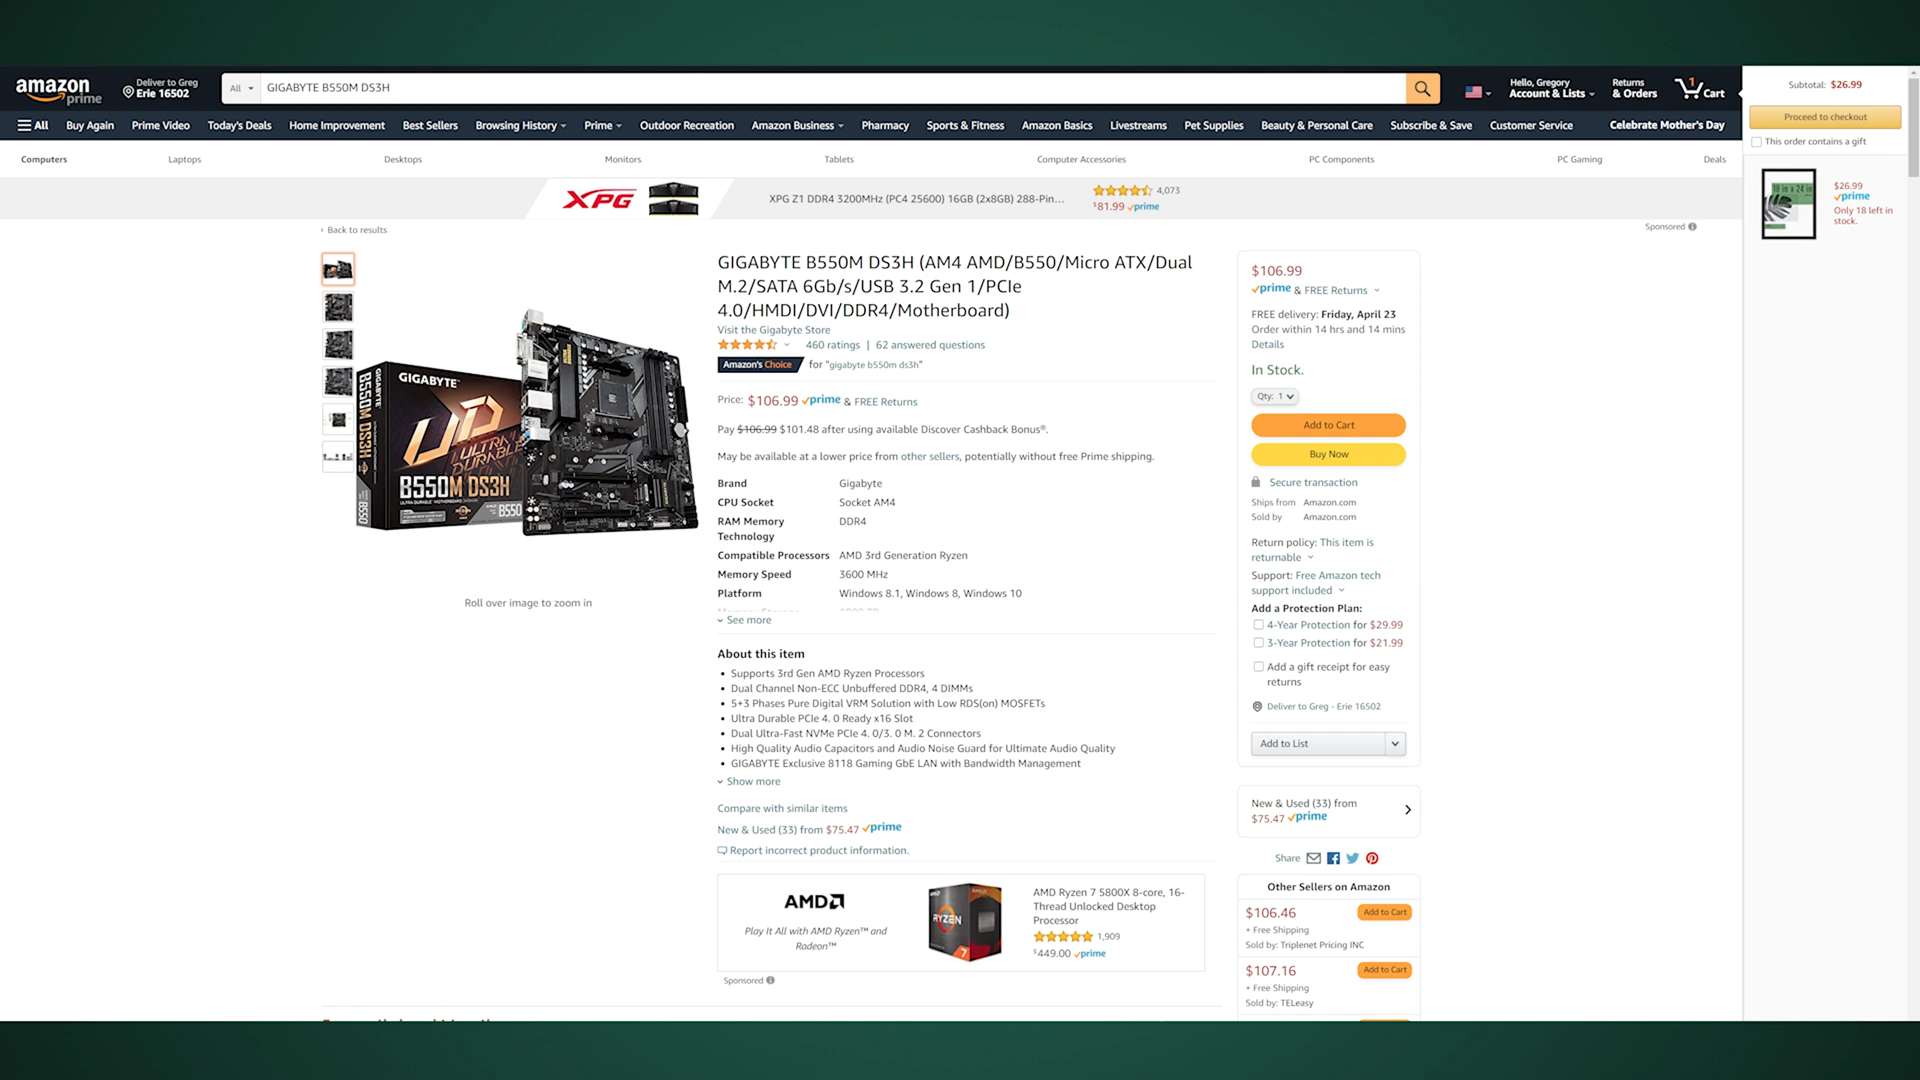 amazon
prime
Deliver to Greg
Erie 16502
All
GIGABYTE B550M DS3H
Hello, Gregory
Account & Lists
Returns
& Orders
1
Cart
All
Buy Again
Prime Video
Today's Deals
Home Improvement
Best Sellers
Browsing History
Prime
Outdoor Recreation
Amazon Business
Pharmacy
Sports & Fitness
Amazon Basics
Livestreams
Pet Supplies
Beauty & Personal Care
Subscribe & Save
Customer Service
Celebrate Mother's Day
Subtotal: $26.99
Proceed to checkout
This order contains a gift
18 in x 24 in
$26.99
prime
Only 18 left in
stock.
Computers
Laptops
Desktops
Monitors
Tablets
Computer Accessories
PC Components
PC Gaming
Deals
XPG
XPG Z1 DDR4 3200MHz (PC4 25600) 16GB (2x8GB) 288-Pin...
4,073
$81.99 prime
Sponsored
‹ Back to results
GIGABYTE
UD
ULTRA
DURABLE
B550M DS3H
B550
GIGABYTE
B550M DS3H
B550
Roll over image to zoom in
GIGABYTE B550M DS3H (AM4 AMD/B550/Micro ATX/Dual
M.2/SATA 6Gb/s/USB 3.2 Gen 1/PCIe
4.0/HMDI/DVI/DDR4/Motherboard)
Visit the Gigabyte Store
460 ratings | 62 answered questions
Amazon's Choice for "gigabyte b550m ds3h"
Price: $106.99 prime & FREE Returns
Pay $106.99 $101.48 after using available Discover Cashback Bonus®.
May be available at a lower price from other sellers, potentially without free Prime shipping.
Brand Gigabyte
CPU Socket Socket AM4
RAM Memory DDR4
Technology
Compatible Processors AMD 3rd Generation Ryzen
Memory Speed 3600 MHz
Platform Windows 8.1, Windows 8, Windows 10
See more
About this item
• Supports 3rd Gen AMD Ryzen Processors
• Dual Channel Non-ECC Unbuffered DDR4, 4 DIMMs
• 5+3 Phases Pure Digital VRM Solution with Low RDS(on) MOSFETs
• Ultra Durable PCIe 4. 0 Ready x16 Slot
• Dual Ultra-Fast NVMe PCIe 4. 0/3. 0 M. 2 Connectors
• High Quality Audio Capacitors and Audio Noise Guard for Ultimate Audio Quality
• GIGABYTE Exclusive 8118 Gaming GbE LAN with Bandwidth Management
Show more
Compare with similar items
New & Used (33) from $75.47 prime
Report incorrect product information.
AMD
Play It All with AMD Ryzen™ and
Radeon™
RYZEN
7
AMD Ryzen 7 5800X 8-core, 16-
Thread Unlocked Desktop
Processor
1,909
$449.00 prime
Sponsored
$106.99
prime & FREE Returns
FREE delivery: Friday, April 23
Order within 14 hrs and 14 mins
Details
In Stock.
Qty: 1
Add to Cart
Buy Now
Secure transaction
Ships from Amazon.com
Sold by Amazon.com
Return policy: This item is
returnable
Support: Free Amazon tech
support included
Add a Protection Plan:
4-Year Protection for $29.99
3-Year Protection for $21.99
Add a gift receipt for easy
returns
Deliver to Greg - Erie 16502
Add to List
New & Used (33) from
$75.47 prime
Share
Other Sellers on Amazon
$106.46
Add to Cart
+ Free Shipping
Sold by: Triplenet Pricing INC
$107.16
Add to Cart
+ Free Shipping
Sold by: TELeasy